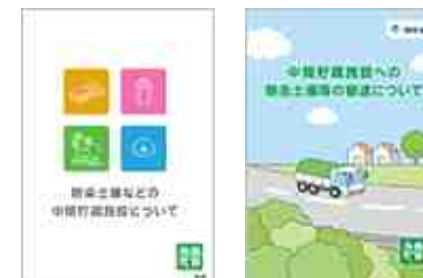 除染土壌などの
中間貯蔵施設について
中間貯蔵施設への
除去土壌等の輸送について